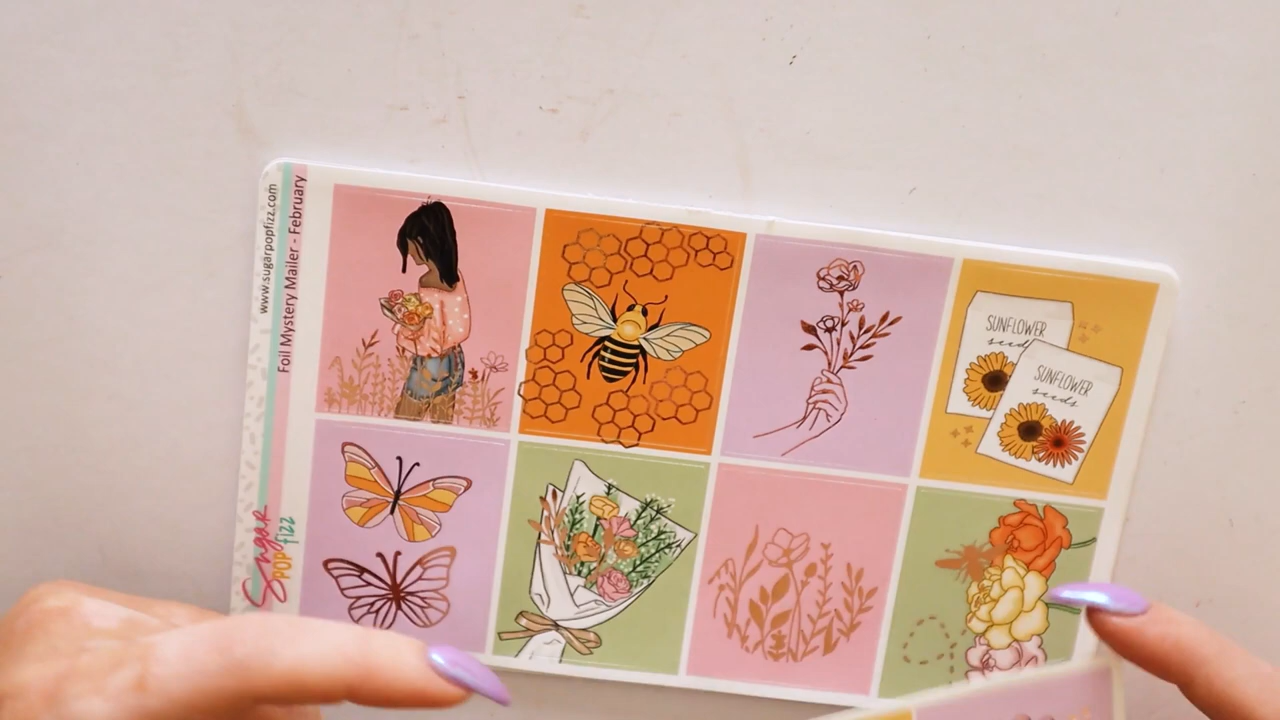 www.sugarpopfizz.com
Foil Mystery Mailer - February
Sugar
POP
fizz
SUNFLOWER
seeds
SUNFLOWER
seeds